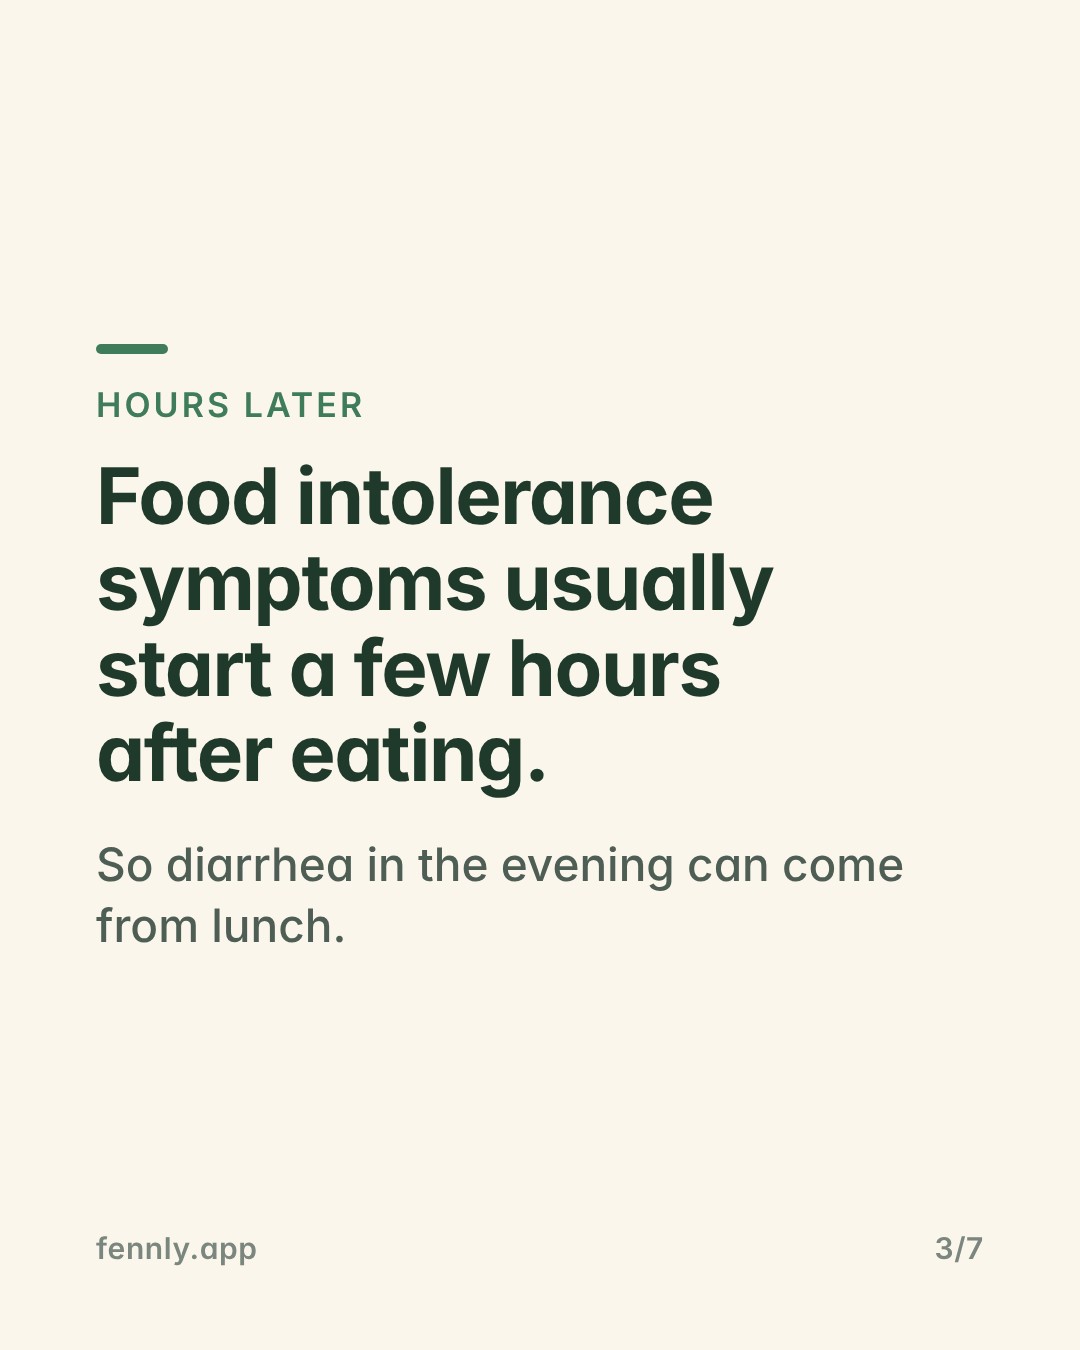 HOURS LATER
Food intolerance
symptoms usually
start a few hours
after eating.
So diarrhea in the evening can come
from lunch.
fennly.app
3/7